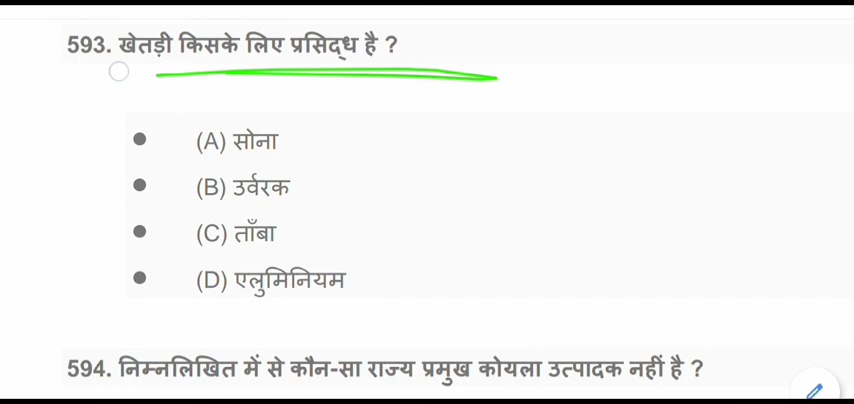 593. खेतड़ी किसके लिए प्रसिद्ध है ?
(A) सोना
(B) उर्वरक
(C) ताँबा
(D) एलुमिनियम
594. निम्नलिखित में से कौन-सा राज्य प्रमुख कोयला उत्पादक नहीं है ?